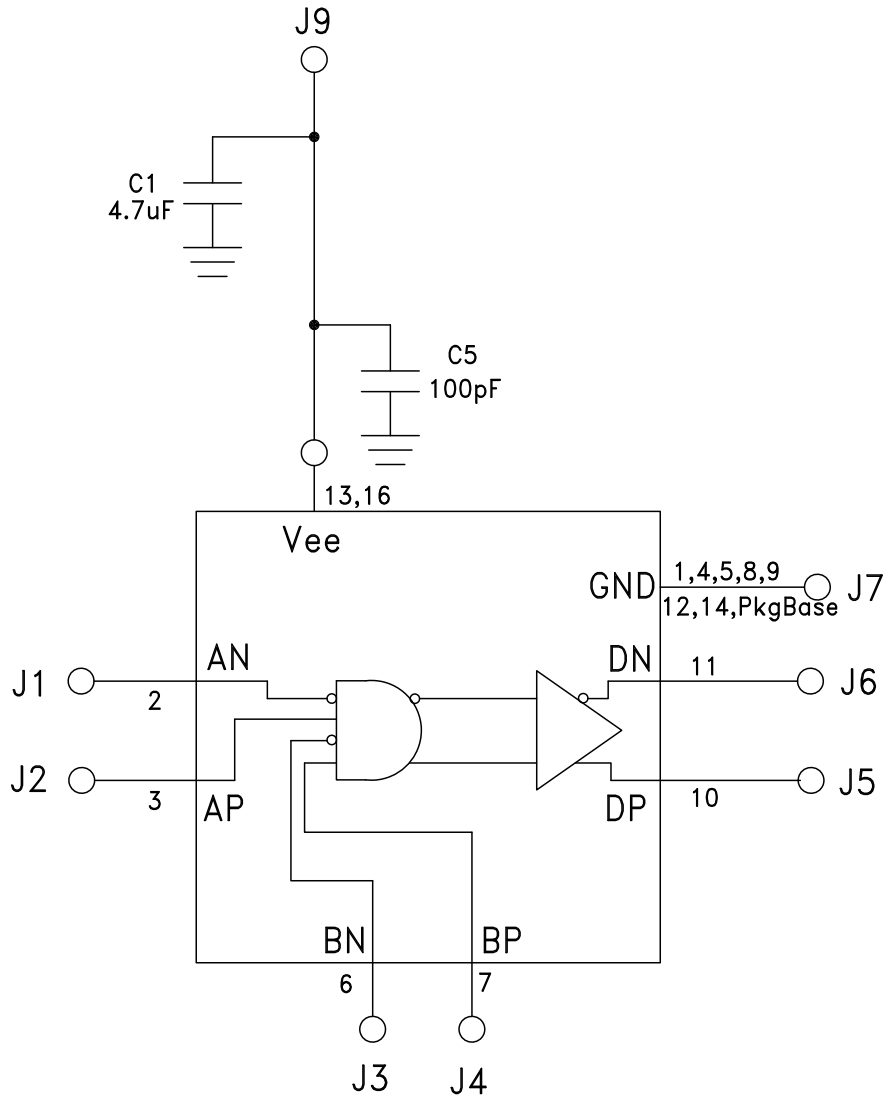 J9
C1
4.7uF
C5
100pF
13,16
Vee
GND
1,4,5,8,9
J7
12,14,PkgBase
AN
DN
11
J1
J6
2
J2
J5
3
AP
DP
10
BN
BP
6
7
J3
J4